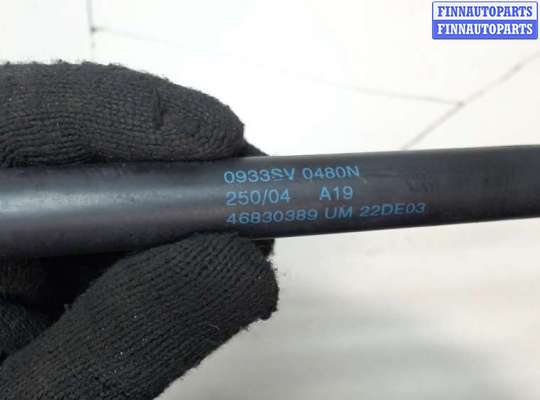 FINNAUTOPARTS
FINNAUTOPARTS
0933SV 0480N
250/04 A19
46830389 UM 22DE03